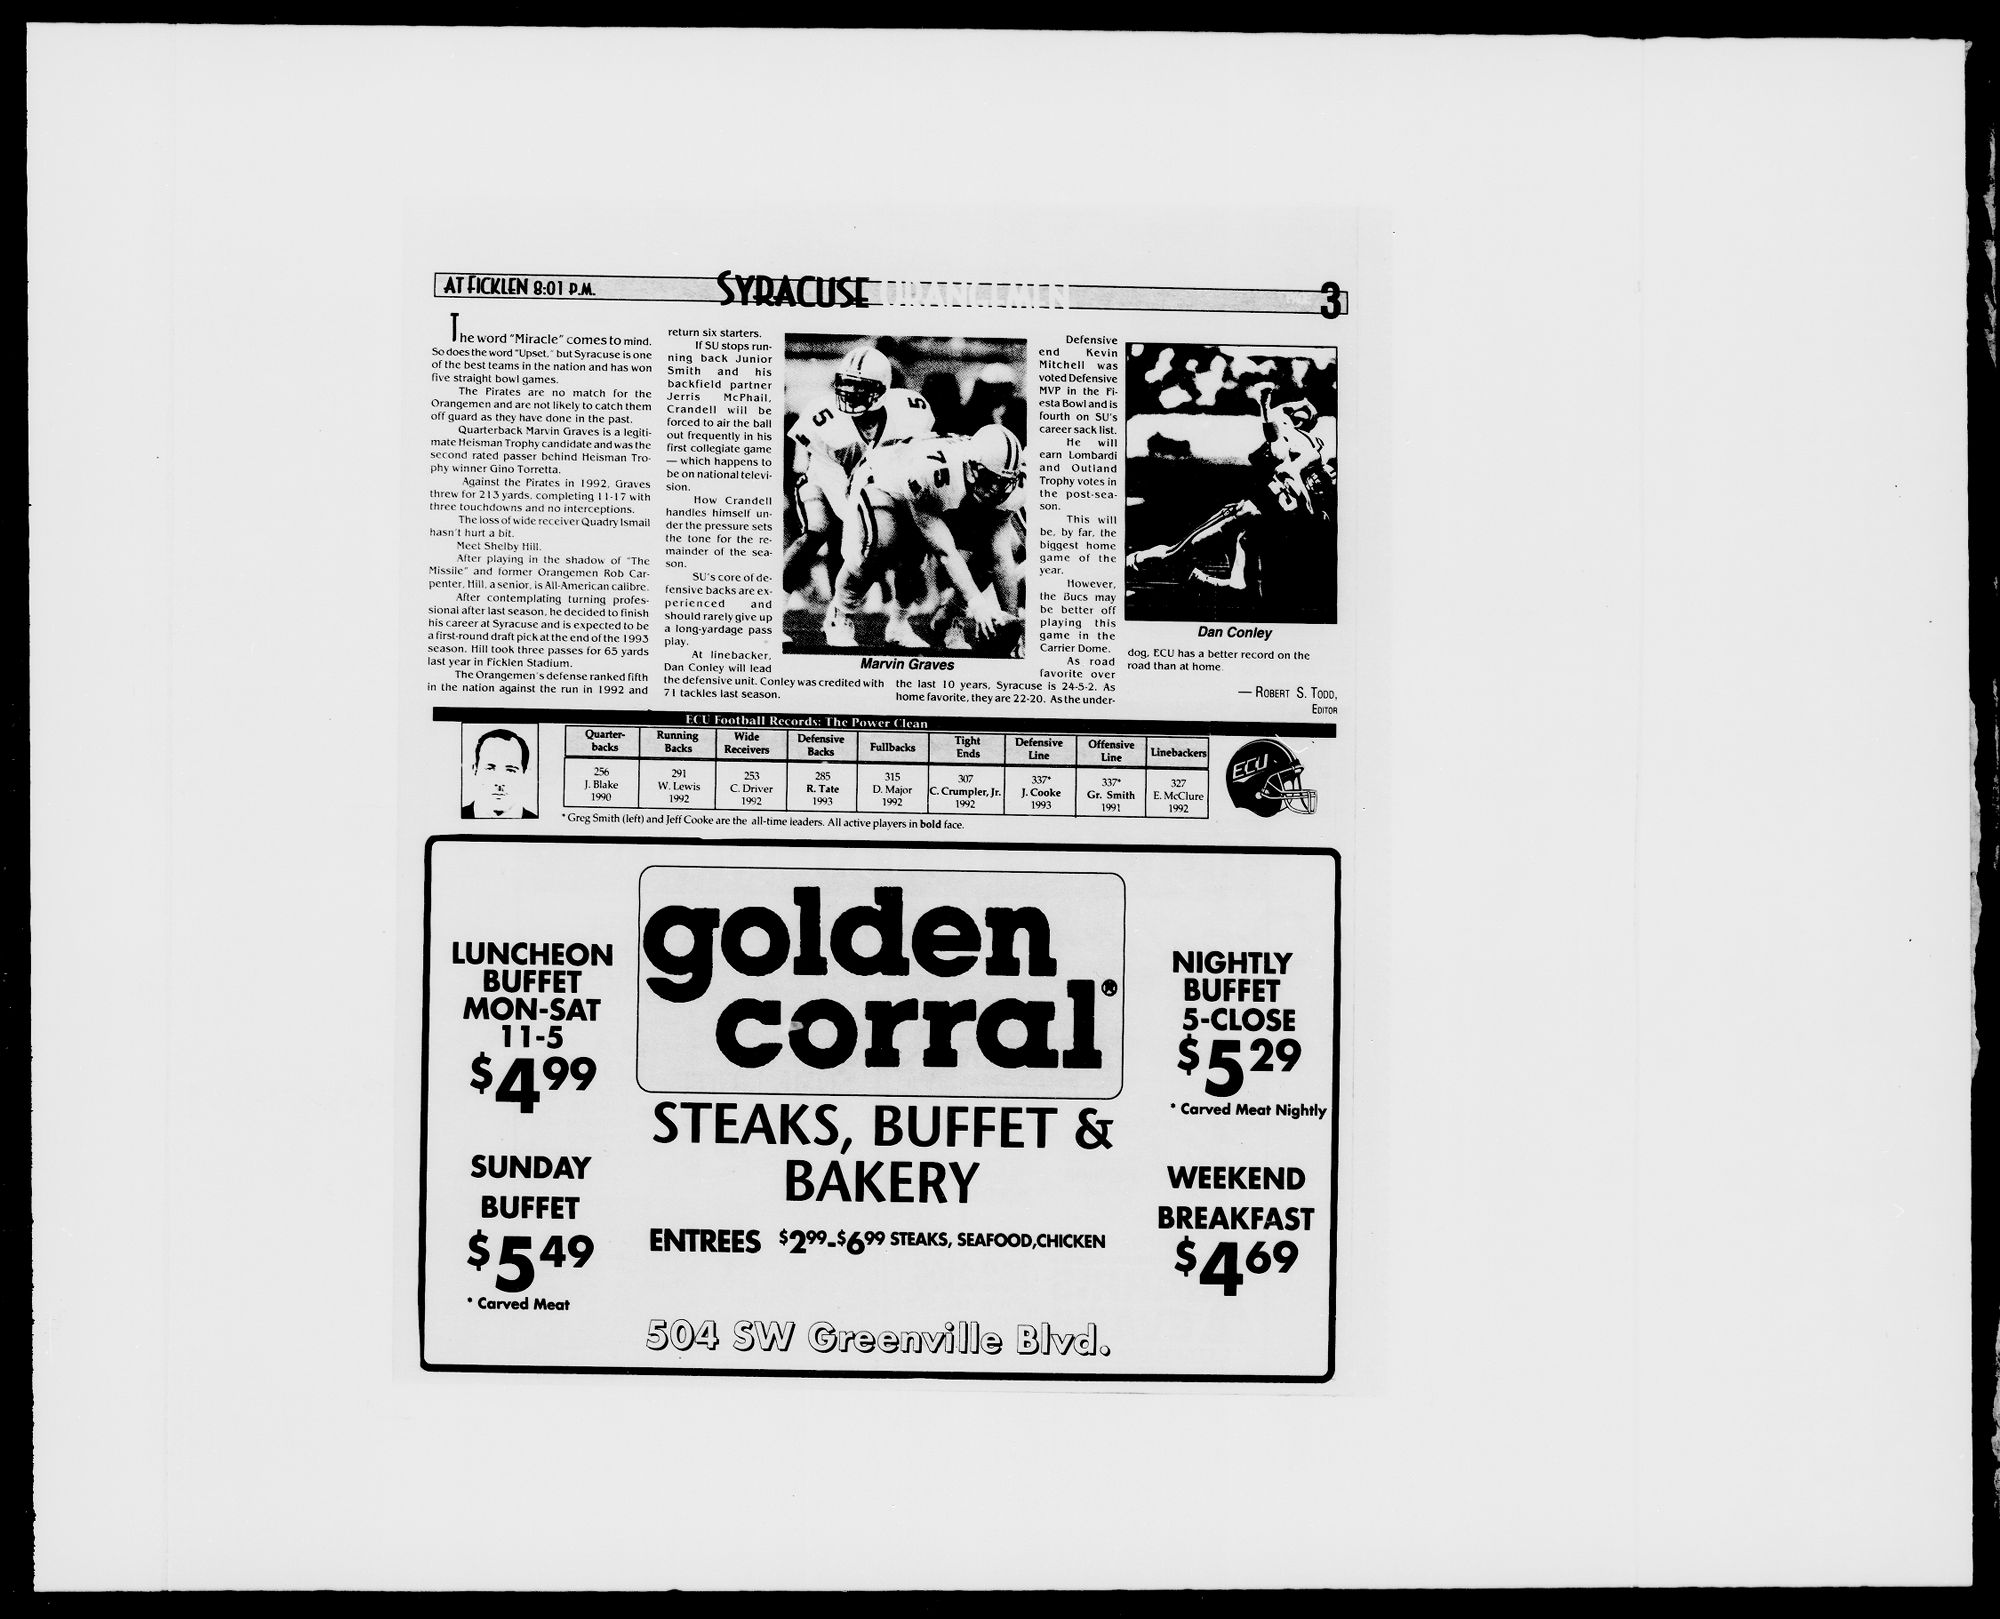 AT FICKLEN 8:01 P.M.
SYRACUSE ORANGEMEN
PAGE 3
The word "Miracle" comes to mind.
So does the word "Upset," but Syracuse is one
of the best teams in the nation and has won
five straight bowl games.
The Pirates are no match for the
Orangemen and are not likely to catch them
off guard as they have done in the past.
Quarterback Marvin Graves is a legiti-
mate Heisman Trophy candidate and was the
second rated passer behind Heisman Tro-
phy winner Gino Torretta.
Against the Pirates in 1992, Graves
threw for 213 yards, completing 11-17 with
three touchdowns and no interceptions.
The loss of wide receiver Quadry Ismail
hasn't hurt a bit.
Meet Shelby Hill.
After playing in the shadow of "The
Missile" and former Orangemen Rob Car-
penter, Hill, a senior, is All-American calibre.
After contemplating turning profes-
sional after last season, he decided to finish
his career at Syracuse and is expected to be
a first-round draft pick at the end of the 1993
season. Hill took three passes for 65 yards
last year in Ficklen Stadium.
The Orangemen's defense ranked fifth
in the nation against the run in 1992 and
return six starters.
If SU stops run-
ning back Junior
Smith and his
backfield partner
Jerris McPhail,
Crandell will be
forced to air the ball
out frequently in his
first collegiate game
— which happens to
be on national televi-
sion.
How Crandell
handles himself un-
der the pressure sets
the tone for the re-
mainder of the sea-
son.
SU's core of de-
fensive backs are ex-
perienced and
should rarely give up
a long-yardage pass
play.
At linebacker,
Dan Conley will lead
the defensive unit. Conley was credited with
71 tackles last season.
5
5
75
Marvin Graves
Defensive
end Kevin
Mitchell was
voted Defensive
MVP in the Fi-
esta Bowl and is
fourth on SU's
career sack list.
He will
earn Lombardi
and Outland
Trophy votes in
the post-sea-
son.
This will
be, by far, the
biggest home
game of the
year.
However,
the Bucs may
be better off
playing this
game in the
Carrier Dome.
As road
favorite over
the last 10 years, Syracuse is 24-5-2. As
home favorite, they are 22-20. As the under-
Dan Conley
dog, ECU has a better record on the
road than at home.
— ROBERT S. TODD,
EDITOR
ECU Football Records: The Power Clean
Quarter-backs Running Backs Wide Receivers Defensive Backs Fullbacks Tight Ends Defensive Line Offensive Line Linebackers
256 291 253 285 315 307 337* 337* 327
J. Blake W. Lewis C. Driver R. Tate D. Major C. Crumpler, Jr. J. Cooke Gr. Smith E. McClure
1990 1992 1992 1993 1992 1992 1993 1991 1992
* Greg Smith (left) and Jeff Cooke are the all-time leaders. All active players in bold face.
ECU
golden
corral®
LUNCHEON
BUFFET
MON-SAT
11-5
$4.99
NIGHTLY
BUFFET
5-CLOSE
$5.29
* Carved Meat Nightly
STEAKS, BUFFET &
BAKERY
SUNDAY
BUFFET
$5.49
* Carved Meat
ENTREES $2.99-$6.99 STEAKS, SEAFOOD,CHICKEN
WEEKEND
BREAKFAST
$4.69
504 SW Greenville Blvd.